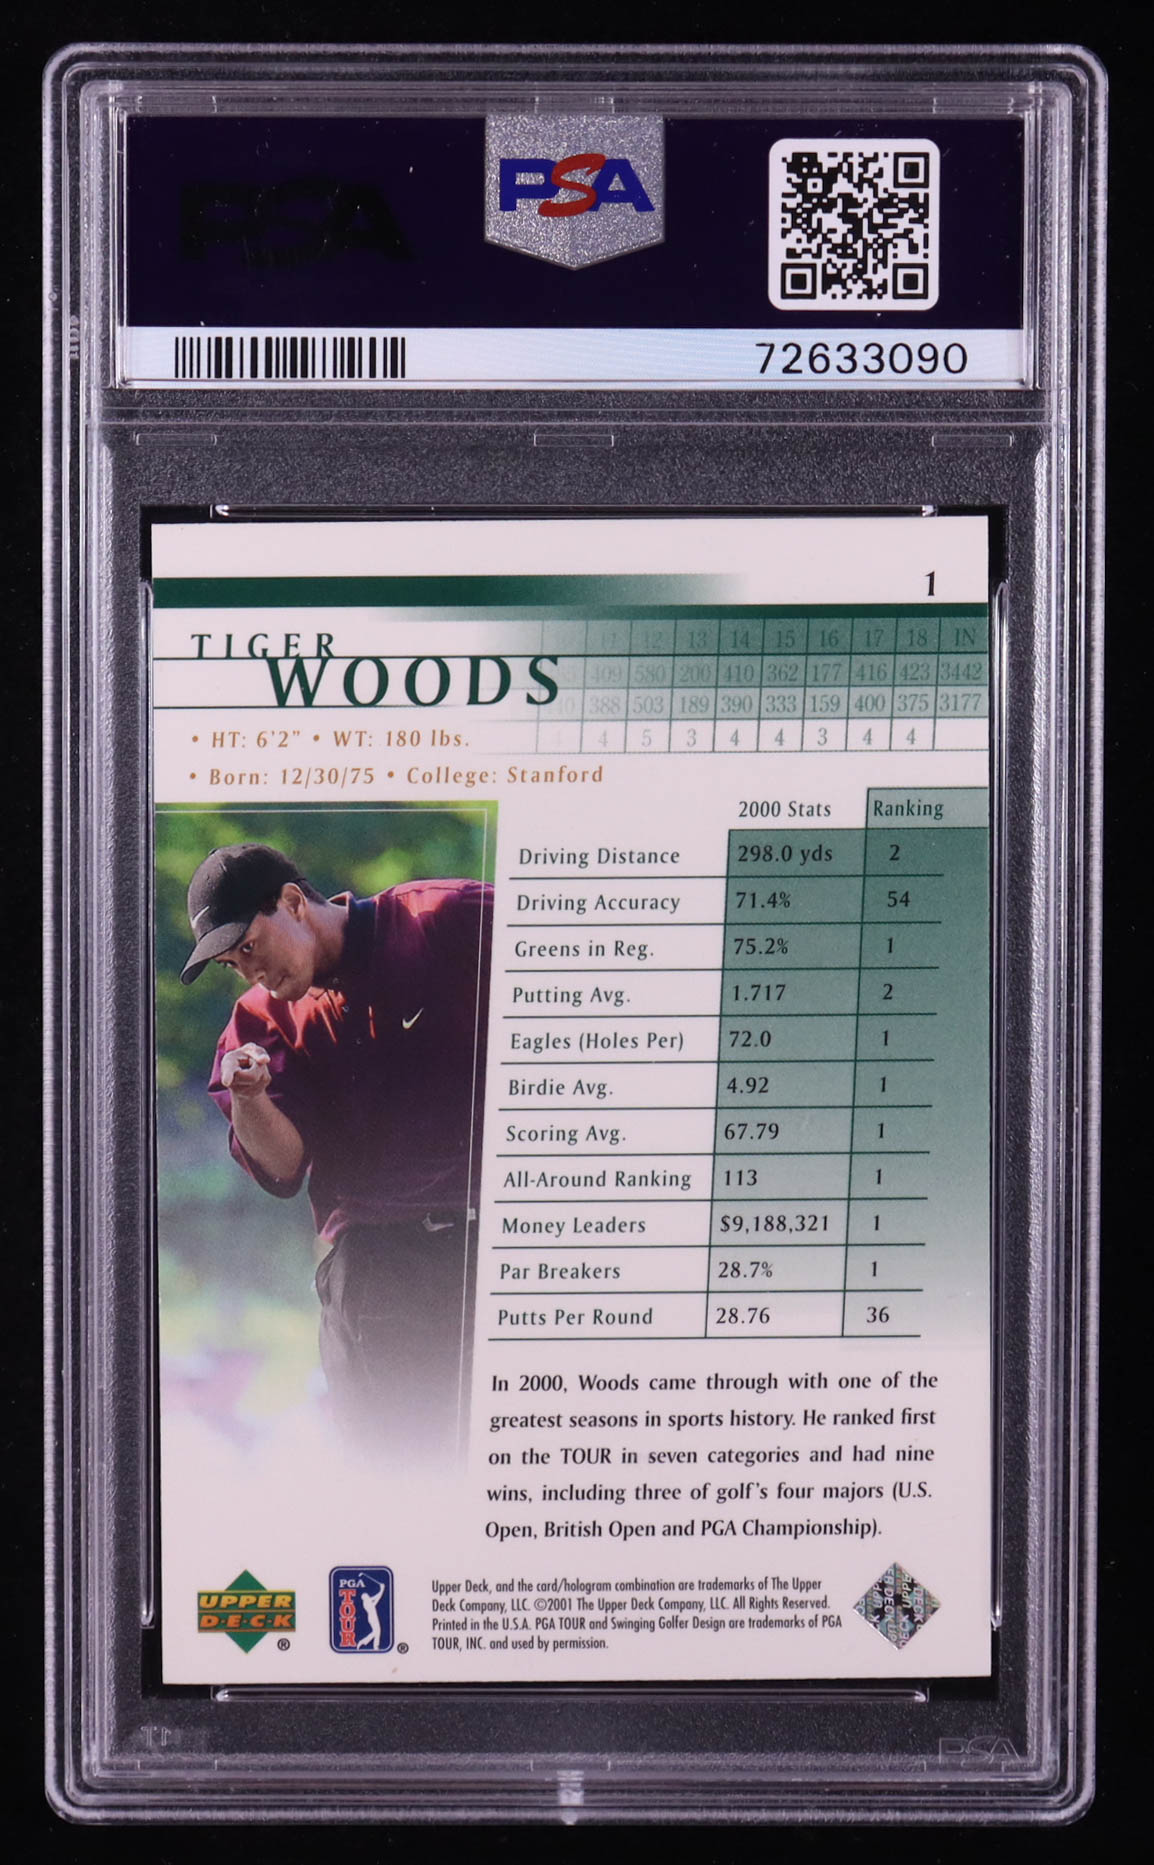 PSA
PSA
72633090
1
TIGER
WOODS
11 12 13 14 15 16 17 18 IN
409 580 200 410 362 177 416 423 3442
388 503 189 390 333 159 400 375 3177
4 4 5 3 4 4 3 4 4
• HT: 6'2" • WT: 180 lbs.
• Born: 12/30/75 • College: Stanford
2000 Stats Ranking
Driving Distance 298.0 yds 2
Driving Accuracy 71.4% 54
Greens in Reg. 75.2% 1
Putting Avg. 1.717 2
Eagles (Holes Per) 72.0 1
Birdie Avg. 4.92 1
Scoring Avg. 67.79 1
All-Around Ranking 113 1
Money Leaders $9,188,321 1
Par Breakers 28.7% 1
Putts Per Round 28.76 36
In 2000, Woods came through with one of the
greatest seasons in sports history. He ranked first
on the TOUR in seven categories and had nine
wins, including three of golf's four majors (U.S.
Open, British Open and PGA Championship).
UPPER
D·E·C·K
®
PGA
TOUR
®
Upper Deck, and the card/hologram combination are trademarks of The Upper
Deck Company, LLC. ©2001 The Upper Deck Company, LLC. All Rights Reserved.
Printed in the U.S.A. PGA TOUR and Swinging Golfer Design are trademarks of PGA
TOUR, INC. and used by permission.
PSA